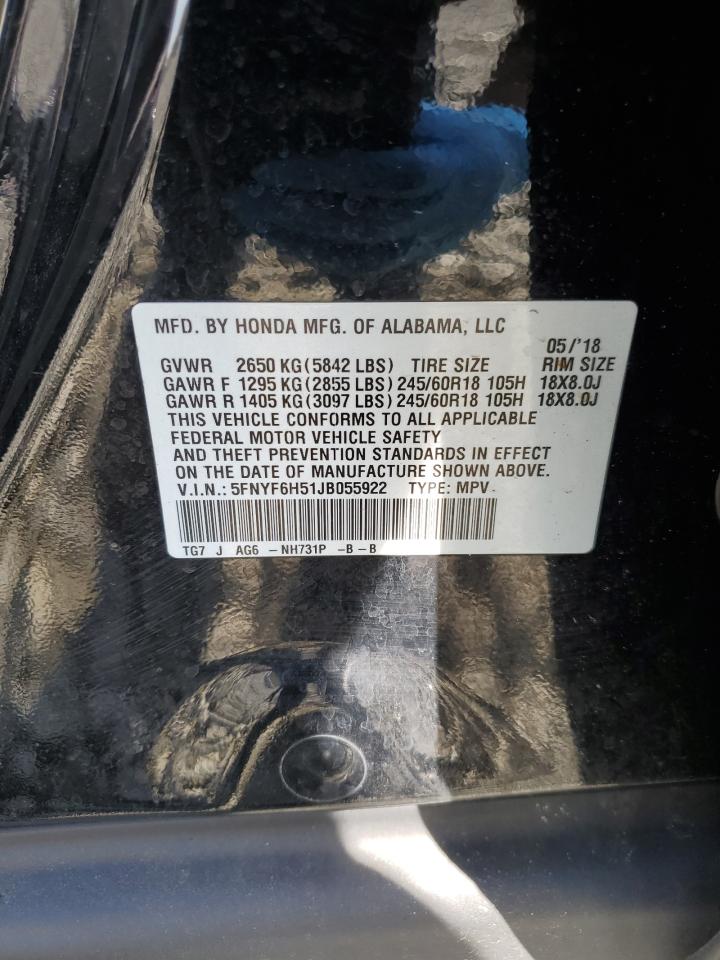 MFD. BY HONDA MFG. OF ALABAMA, LLC
05/'18
GVWR 2650 KG (5842 LBS) TIRE SIZE RIM SIZE
GAWR F 1295 KG (2855 LBS) 245/60R18 105H 18X8.0J
GAWR R 1405 KG (3097 LBS) 245/60R18 105H 18X8.0J
THIS VEHICLE CONFORMS TO ALL APPLICABLE
FEDERAL MOTOR VEHICLE SAFETY
AND THEFT PREVENTION STANDARDS IN EFFECT
ON THE DATE OF MANUFACTURE SHOWN ABOVE.
V.I.N.: 5FNYF6H51JB055922 TYPE: MPV
TG7 J AG6 -NH731P -B-B